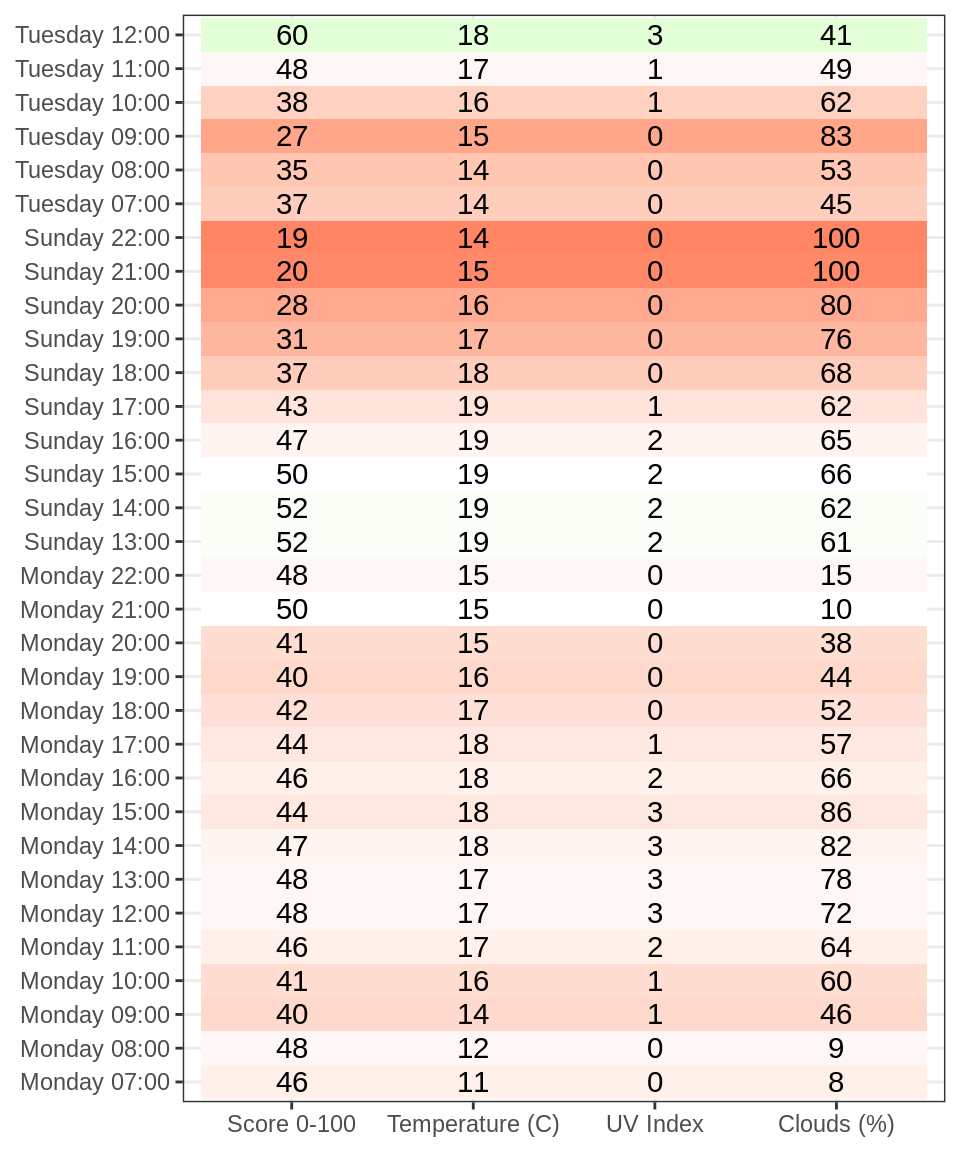 Tuesday 12:00 60 18 3 41
Tuesday 11:00 48 17 1 49
Tuesday 10:00 38 16 1 62
Tuesday 09:00 27 15 0 83
Tuesday 08:00 35 14 0 53
Tuesday 07:00 37 14 0 45
Sunday 22:00 19 14 0 100
Sunday 21:00 20 15 0 100
Sunday 20:00 28 16 0 80
Sunday 19:00 31 17 0 76
Sunday 18:00 37 18 0 68
Sunday 17:00 43 19 1 62
Sunday 16:00 47 19 2 65
Sunday 15:00 50 19 2 66
Sunday 14:00 52 19 2 62
Sunday 13:00 52 19 2 61
Monday 22:00 48 15 0 15
Monday 21:00 50 15 0 10
Monday 20:00 41 15 0 38
Monday 19:00 40 16 0 44
Monday 18:00 42 17 0 52
Monday 17:00 44 18 1 57
Monday 16:00 46 18 2 66
Monday 15:00 44 18 3 86
Monday 14:00 47 18 3 82
Monday 13:00 48 17 3 78
Monday 12:00 48 17 3 72
Monday 11:00 46 17 2 64
Monday 10:00 41 16 1 60
Monday 09:00 40 14 1 46
Monday 08:00 48 12 0 9
Monday 07:00 46 11 0 8
Score 0-100 Temperature (C) UV Index Clouds (%)